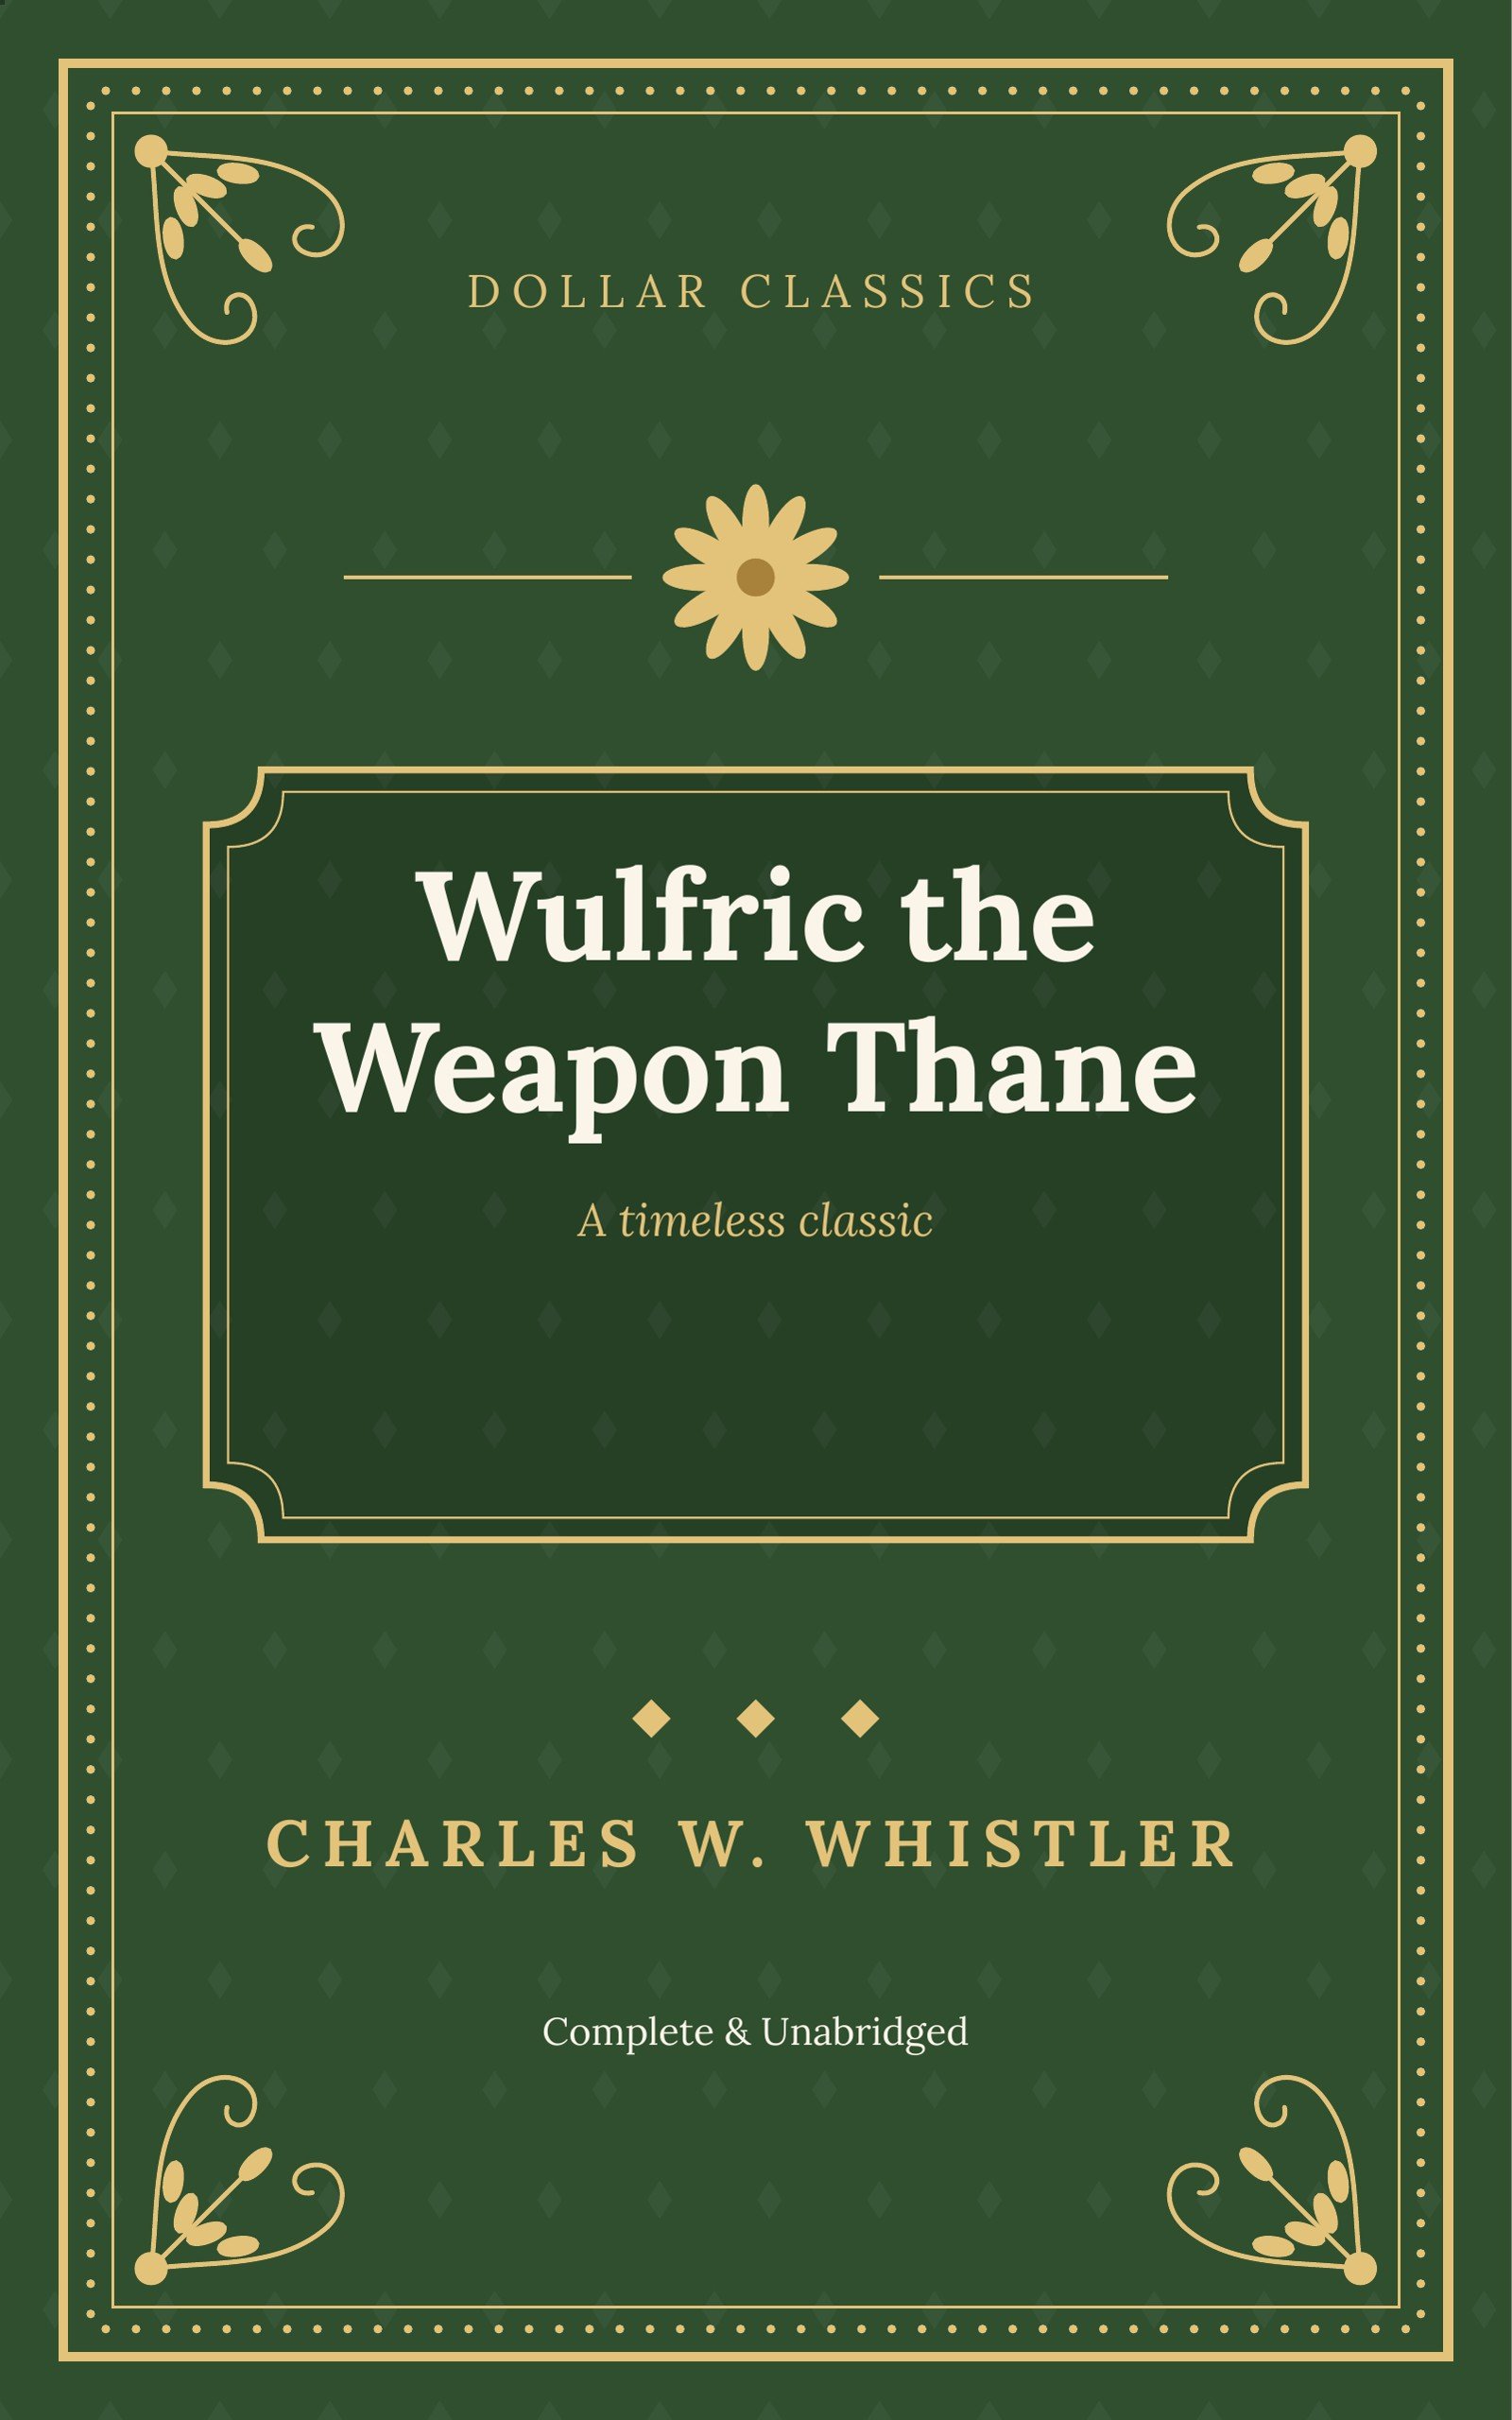 DOLLAR CLASSICS
Wulfric the
Weapon Thane
A timeless classic
CHARLES W. WHISTLER
Complete & Unabridged